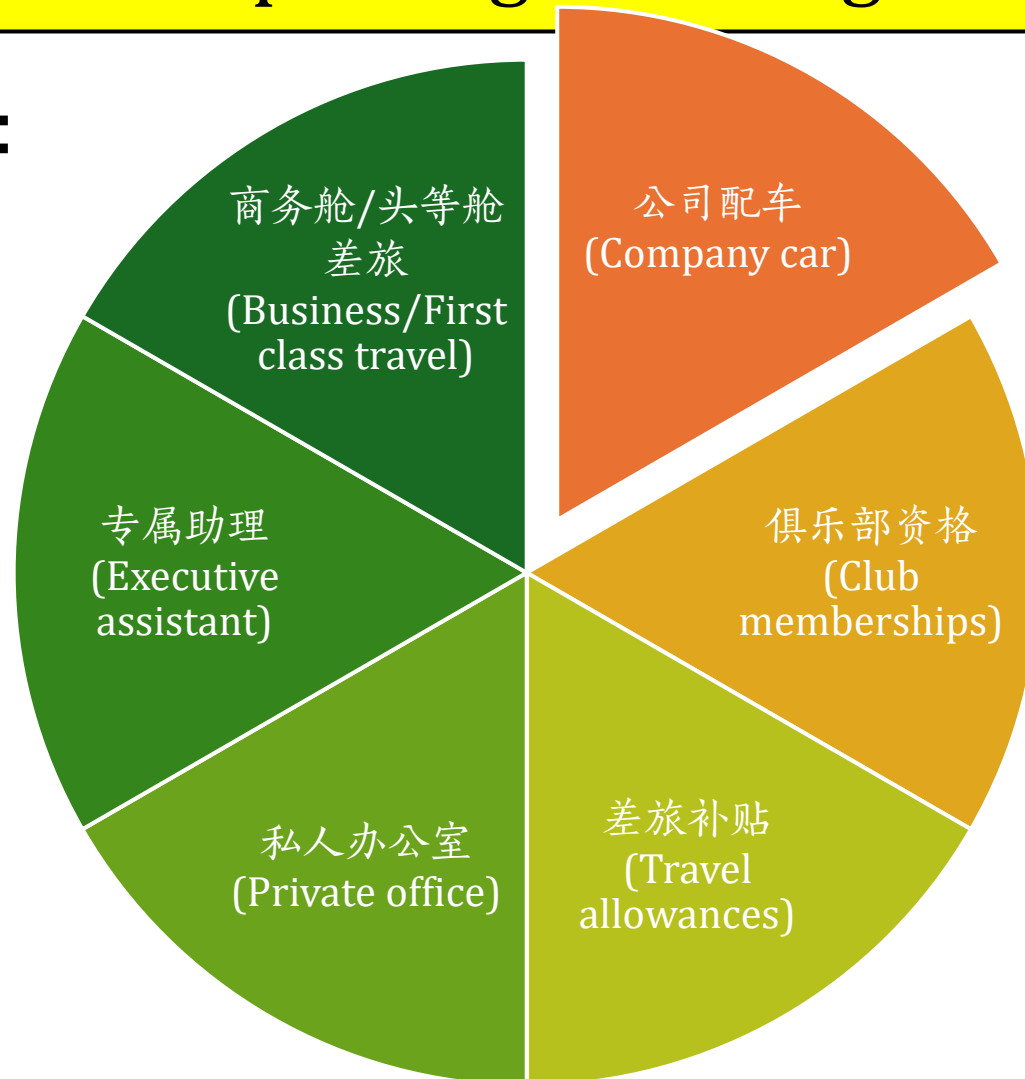 公司配车
(Company car)
俱乐部资格
(Club
memberships)
差旅补贴
(Travel
allowances)
私人办公室
(Private office)
专属助理
(Executive
assistant)
商务舱/头等舱
差旅
(Business/First
class travel)